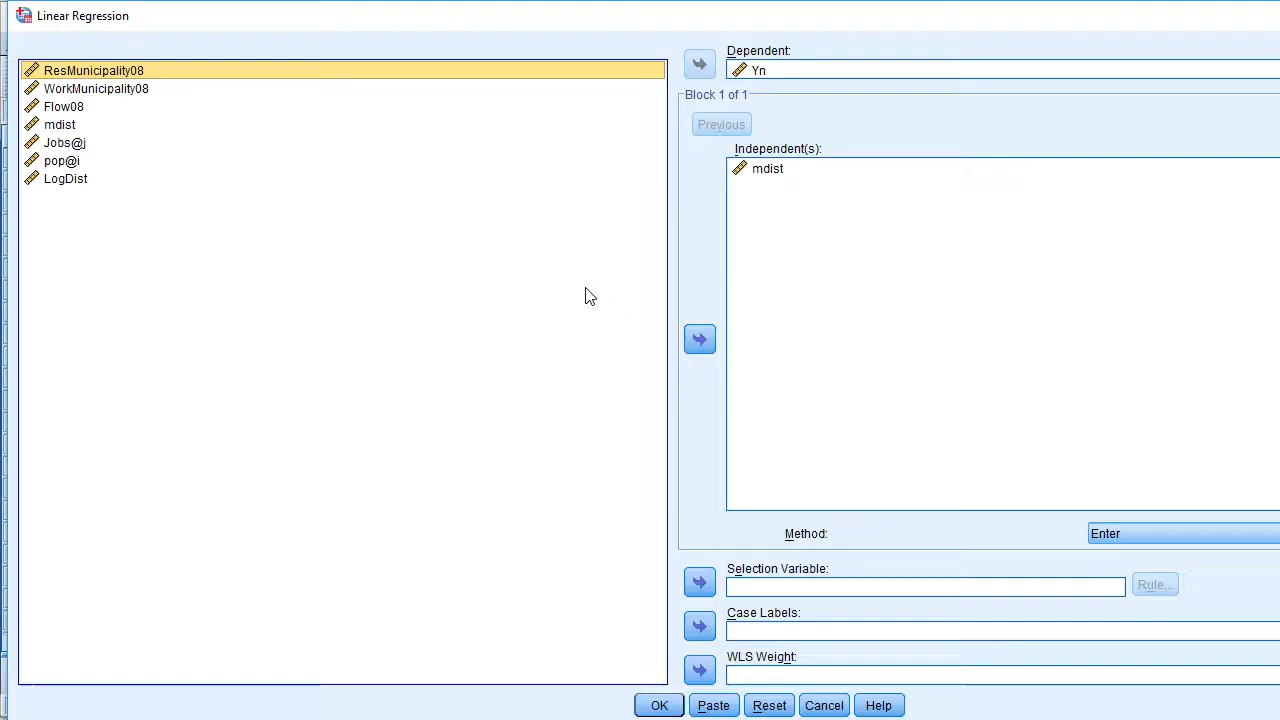 Linear Regression
ResMunicipality08
WorkMunicipality08
Flow08
mdist
Jobs@j
pop@i
LogDist
Dependent:
Yn
Block 1 of 1
Previous
Independent(s):
mdist
Method:
Enter
Selection Variable:
Rule...
Case Labels:
WLS Weight:
OK
Paste
Reset
Cancel
Help